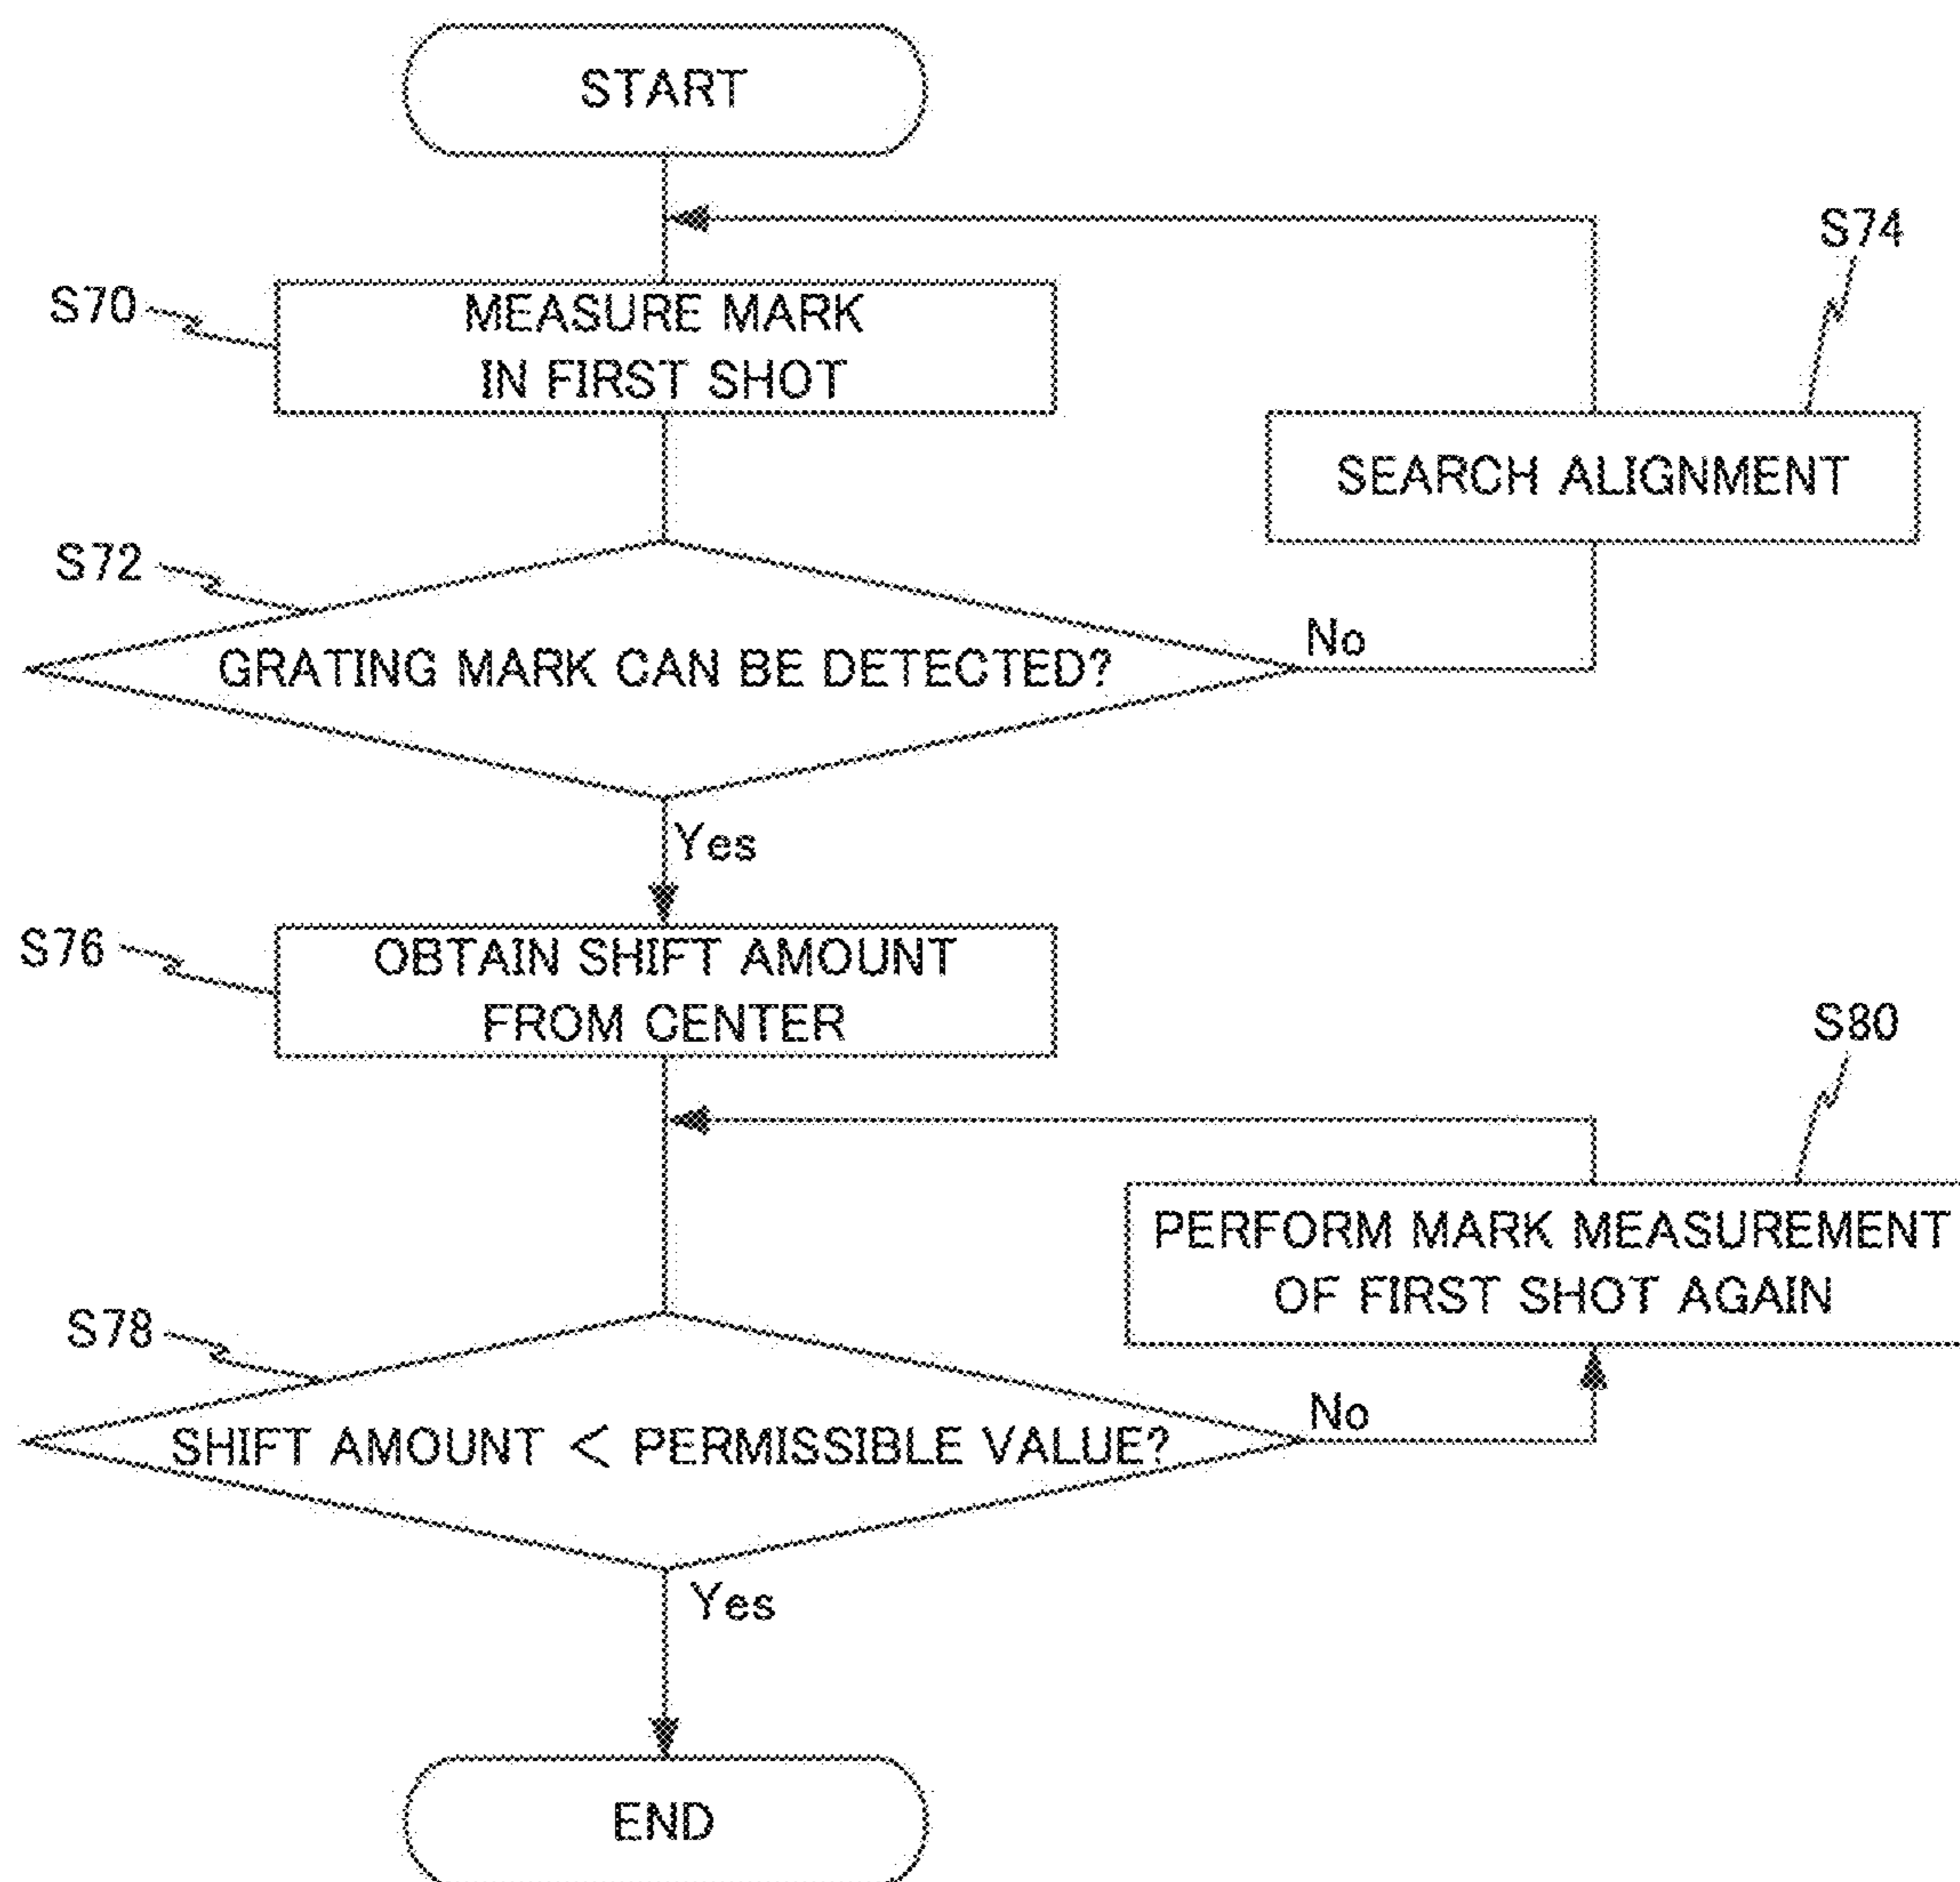 START
S74
S70
MEASURE MARK
IN FIRST SHOT
SEARCH ALIGNMENT
S72
GRATING MARK CAN BE DETECTED?
No
Yes
S76
OBTAIN SHIFT AMOUNT
FROM CENTER
S80
PERFORM MARK MEASUREMENT
OF FIRST SHOT AGAIN
S78
SHIFT AMOUNT < PERMISSIBLE VALUE?
No
Yes
END